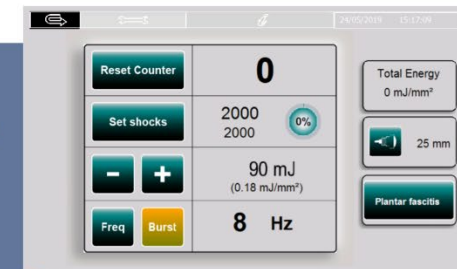 24/05/2019 15:17:09
Reset Counter
0
Set shocks
2000
2000
0%
- +
90 mJ
(0.18 mJ/mm²)
Freq Burst
8 Hz
Total Energy
0 mJ/mm²
25 mm
Plantar fascitis